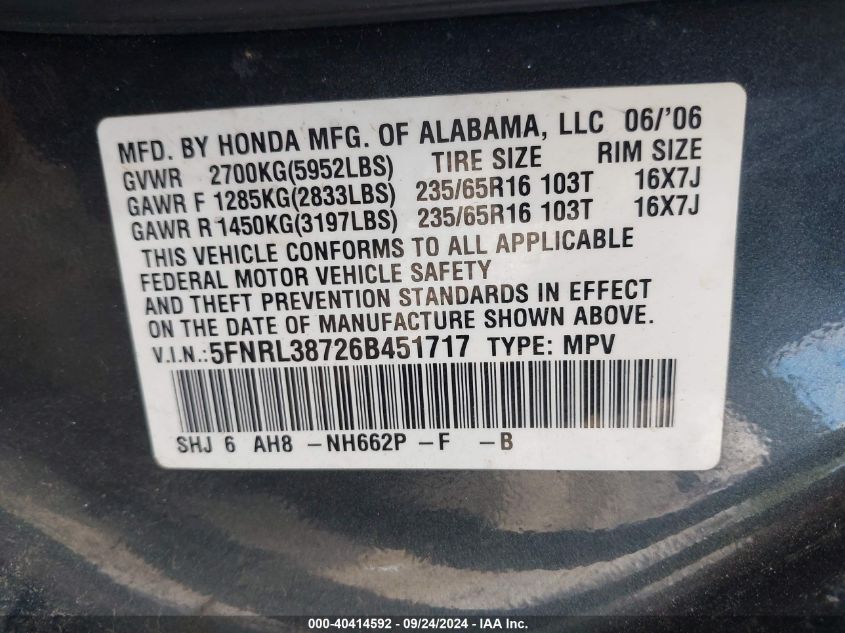 MFD. BY HONDA MFG. OF ALABAMA, LLC 06/'06
GVWR 2700KG(5952LBS) TIRE SIZE RIM SIZE
GAWR F 1285KG(2833LBS) 235/65R16 103T 16X7J
GAWR R 1450KG(3197LBS) 235/65R16 103T 16X7J
THIS VEHICLE CONFORMS TO ALL APPLICABLE
FEDERAL MOTOR VEHICLE SAFETY
AND THEFT PREVENTION STANDARDS IN EFFECT
ON THE DATE OF MANUFACTURE SHOWN ABOVE.
V.I.N.: 5FNRL38726B451717 TYPE: MPV
SHJ 6 AH8 -NH662P -F -B
000-40414592 - 09/24/2024 - IAA Inc.